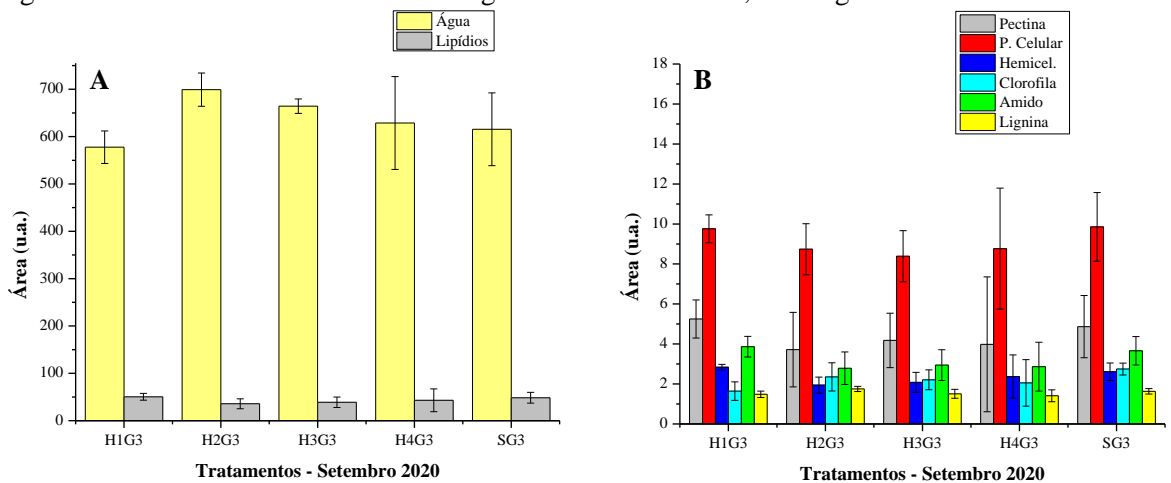 Água
Lipídios
A
Área (u.a.)
700
600
500
400
300
200
100
0
H1G3 H2G3 H3G3 H4G3 SG3
Tratamentos - Setembro 2020
Pectina
P. Celular
Hemicel.
Clorofila
Amido
Lignina
B
Área (u.a.)
18
16
14
12
10
8
6
4
2
0
H1G3 H2G3 H3G3 H4G3 SG3
Tratamentos - Setembro 2020